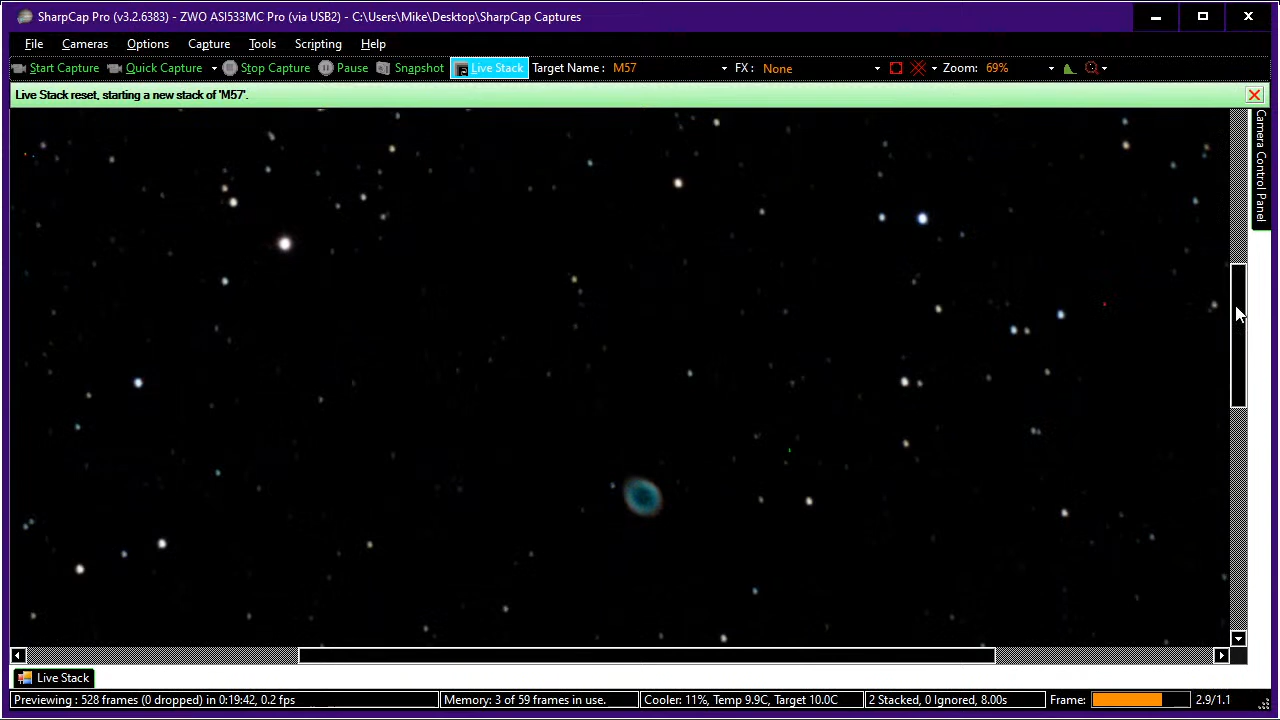 SharpCap Pro (v3.2.6383) - ZWO ASI533MC Pro (via USB2) - C:\Users\Mike\Desktop\SharpCap Captures
File Cameras Options Capture Tools Scripting Help
Start Capture Quick Capture Stop Capture Pause Snapshot Live Stack Target Name : M57 FX : None Zoom: 69%
Live Stack reset, starting a new stack of 'M57'.
Camera Control Panel
Live Stack
Previewing : 528 frames (0 dropped) in 0:19:42, 0.2 fps Memory: 3 of 59 frames in use. Cooler: 11%, Temp 9.9C, Target 10.0C 2 Stacked, 0 Ignored, 8.00s Frame: 2.9/1.1